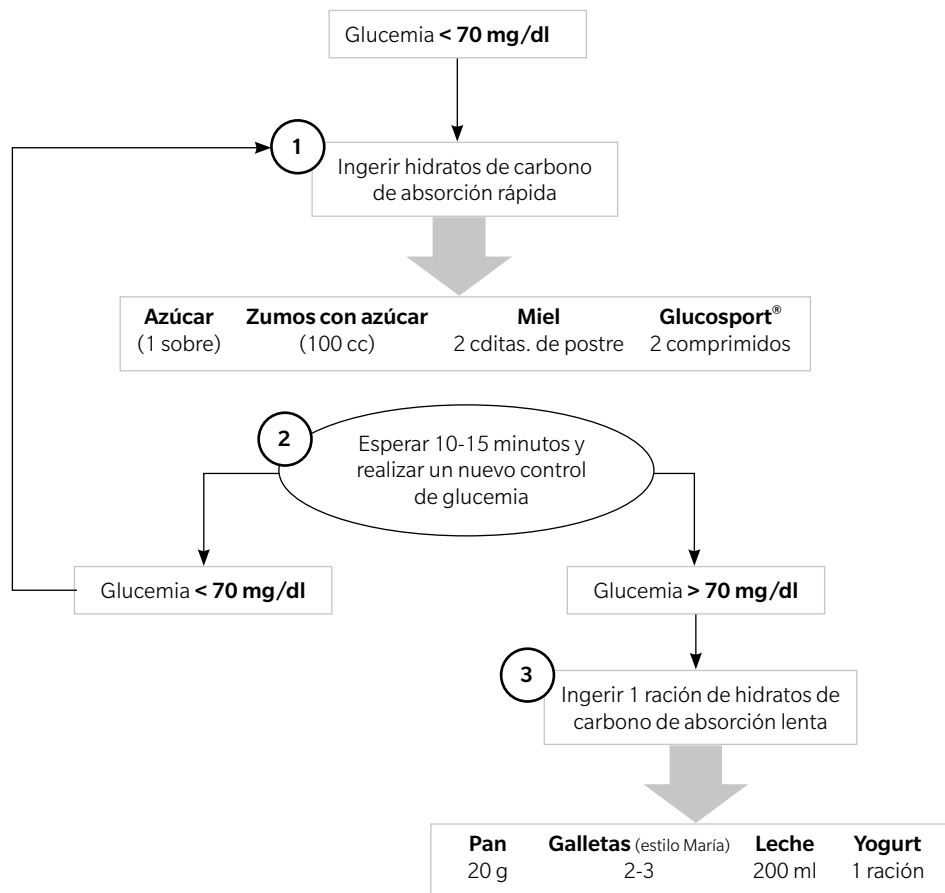 Glucemia < 70 mg/dl
1
Ingerir hidratos de carbono
de absorción rápida
Azúcar Zumos con azúcar Miel Glucosport®
(1 sobre) (100 cc) 2 cditas. de postre 2 comprimidos
2
Esperar 10-15 minutos y
realizar un nuevo control
de glucemia
Glucemia < 70 mg/dl Glucemia > 70 mg/dl
3
Ingerir 1 ración de hidratos de
carbono de absorción lenta
Pan Galletas (estilo María) Leche Yogurt
20 g 2-3 200 ml 1 ración